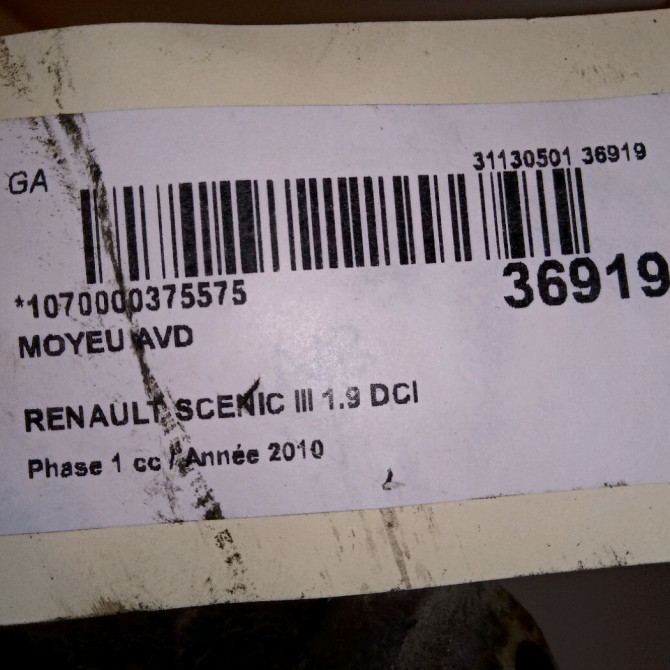 31130501 36919
GA
*1070000375575
36919
MOYEU AVD
RENAULT SCENIC III 1.9 DCI
Phase 1 cc / Année 2010